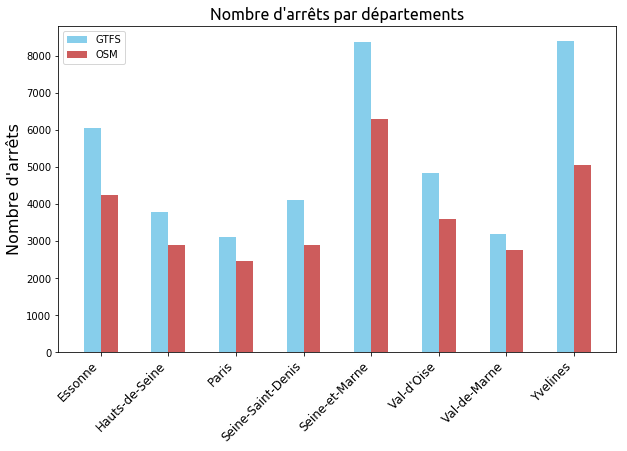 Nombre d'arrêts par départements
GTFS
OSM
Nombre d'arrêts
8000
7000
6000
5000
4000
3000
2000
1000
0
Essonne
Hauts-de-Seine
Paris
Seine-Saint-Denis
Seine-et-Marne
Val-d'Oise
Val-de-Marne
Yvelines